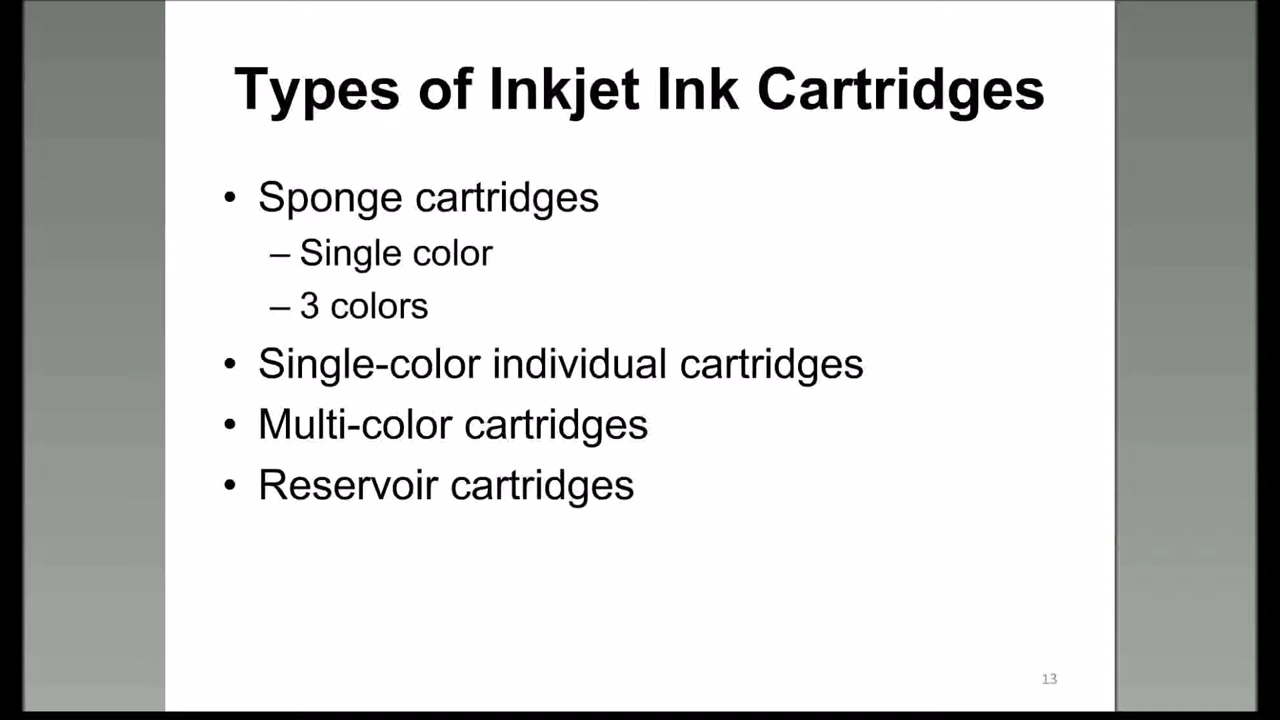 Types of Inkjet Ink Cartridges
• Sponge cartridges
– Single color
– 3 colors
• Single-color individual cartridges
• Multi-color cartridges
• Reservoir cartridges
13